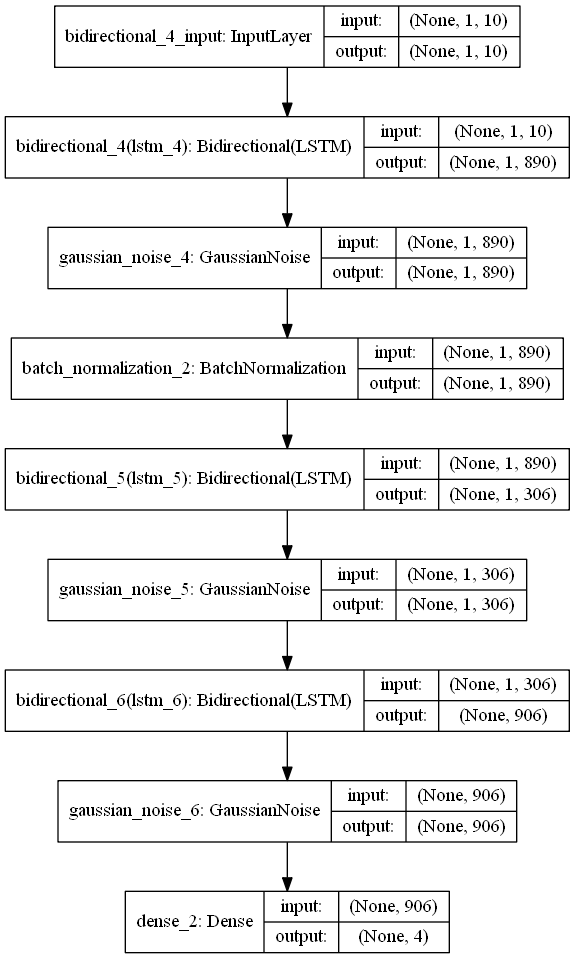 bidirectional_4_input: InputLayer
input: (None, 1, 10)
output: (None, 1, 10)
bidirectional_4(lstm_4): Bidirectional(LSTM)
input: (None, 1, 10)
output: (None, 1, 890)
gaussian_noise_4: GaussianNoise
input: (None, 1, 890)
output: (None, 1, 890)
batch_normalization_2: BatchNormalization
input: (None, 1, 890)
output: (None, 1, 890)
bidirectional_5(lstm_5): Bidirectional(LSTM)
input: (None, 1, 890)
output: (None, 1, 306)
gaussian_noise_5: GaussianNoise
input: (None, 1, 306)
output: (None, 1, 306)
bidirectional_6(lstm_6): Bidirectional(LSTM)
input: (None, 1, 306)
output: (None, 906)
gaussian_noise_6: GaussianNoise
input: (None, 906)
output: (None, 906)
dense_2: Dense
input: (None, 906)
output: (None, 4)